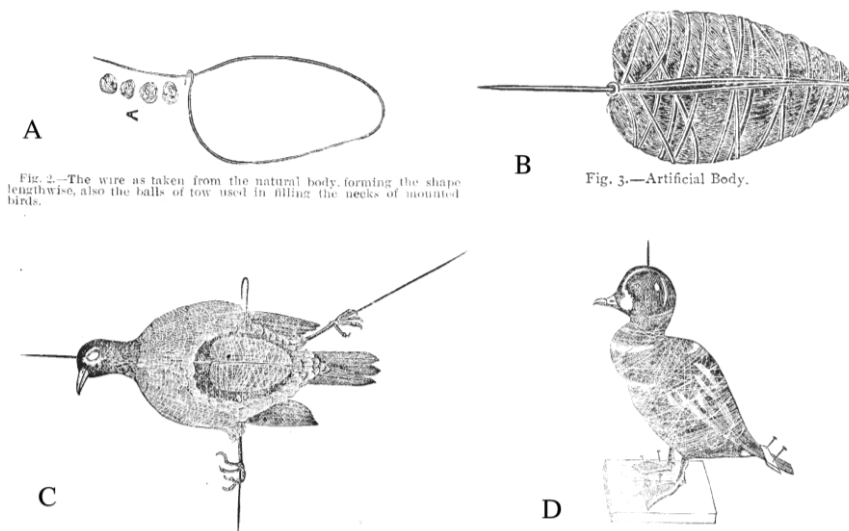 A
A
Fig. 2.—The wire as taken from the natural body, forming the shape
lengthwise, also the balls of tow used in filling the necks of mounted
birds.
B
Fig. 3.—Artificial Body.
C
D